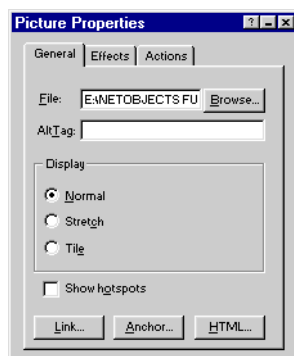 Picture Properties
General Effects Actions
File: E:\NETOBJECTS FU Browse...
AltTag:
Display
Normal
Stretch
Tile
Show hotspots
Link... Anchor... HTML...